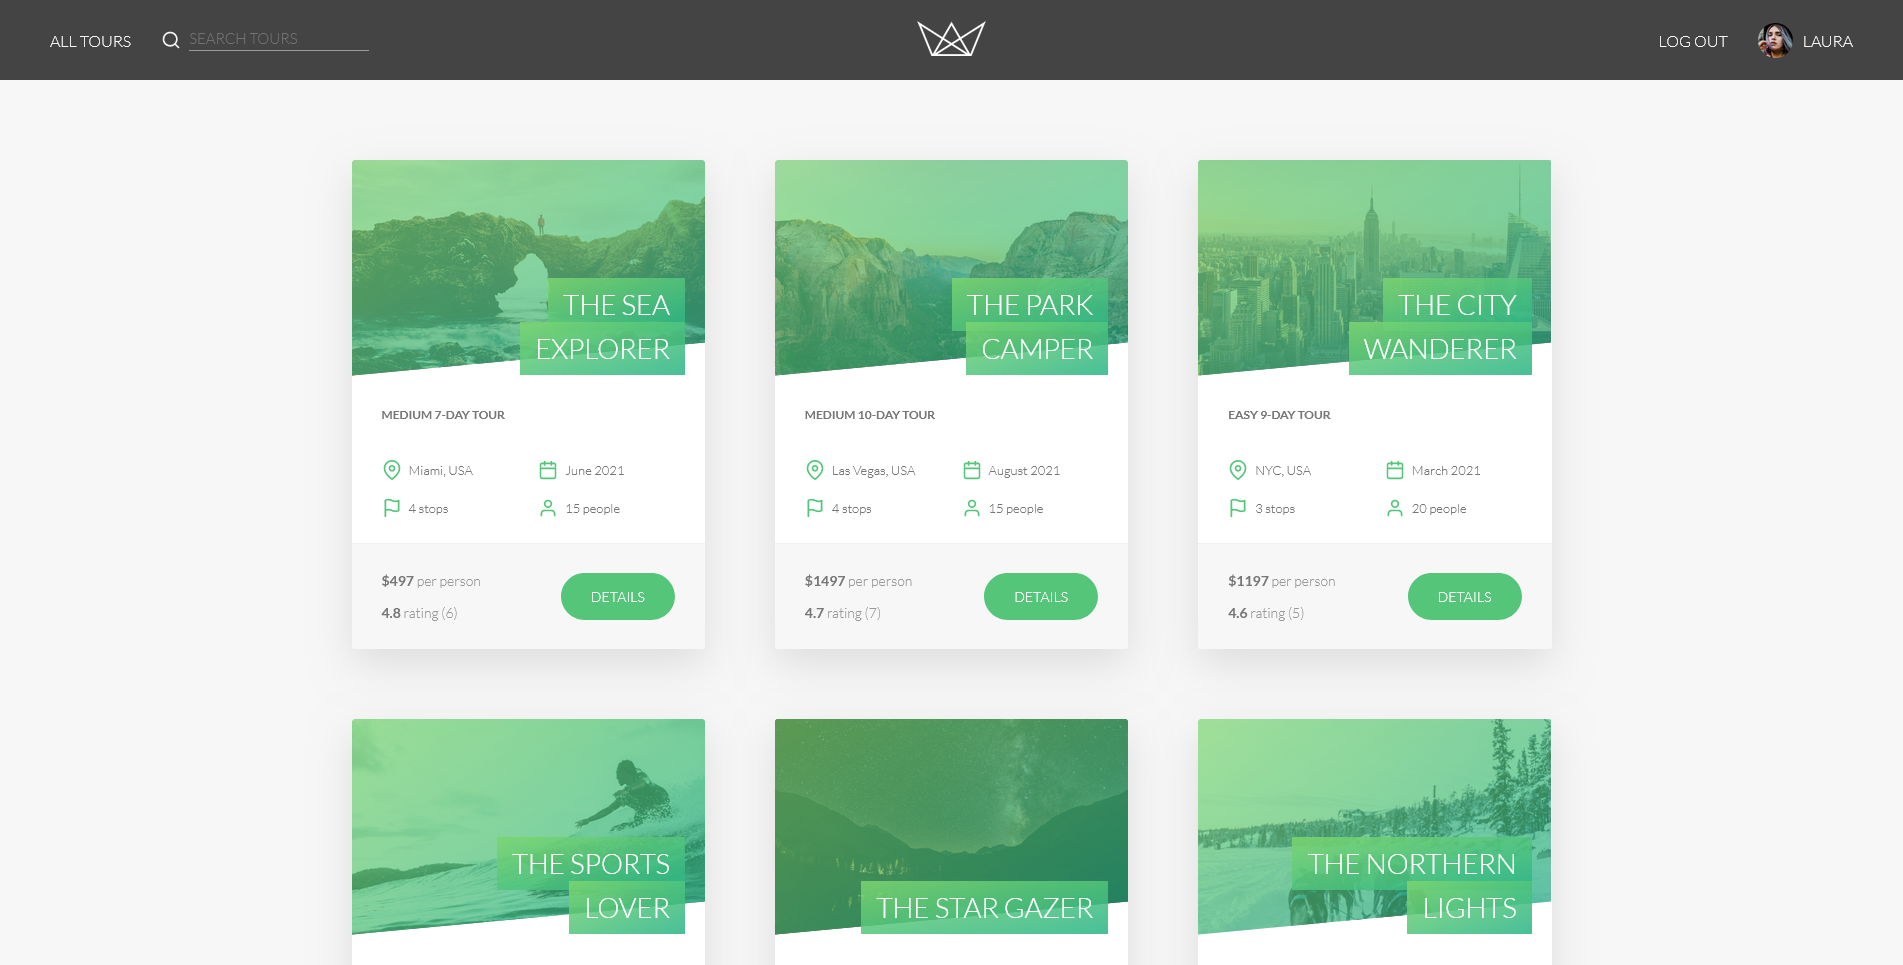 ALL TOURS
SEARCH TOURS
LOG OUT
LAURA
THE SEA
EXPLORER
MEDIUM 7-DAY TOUR
Miami, USA
June 2021
4 stops
15 people
$497 per person
4.8 rating (6)
DETAILS
THE PARK
CAMPER
MEDIUM 10-DAY TOUR
Las Vegas, USA
August 2021
4 stops
15 people
$1497 per person
4.7 rating (7)
DETAILS
THE CITY
WANDERER
EASY 9-DAY TOUR
NYC, USA
March 2021
3 stops
20 people
$1197 per person
4.6 rating (5)
DETAILS
THE SPORTS
LOVER
THE STAR GAZER
THE NORTHERN
LIGHTS